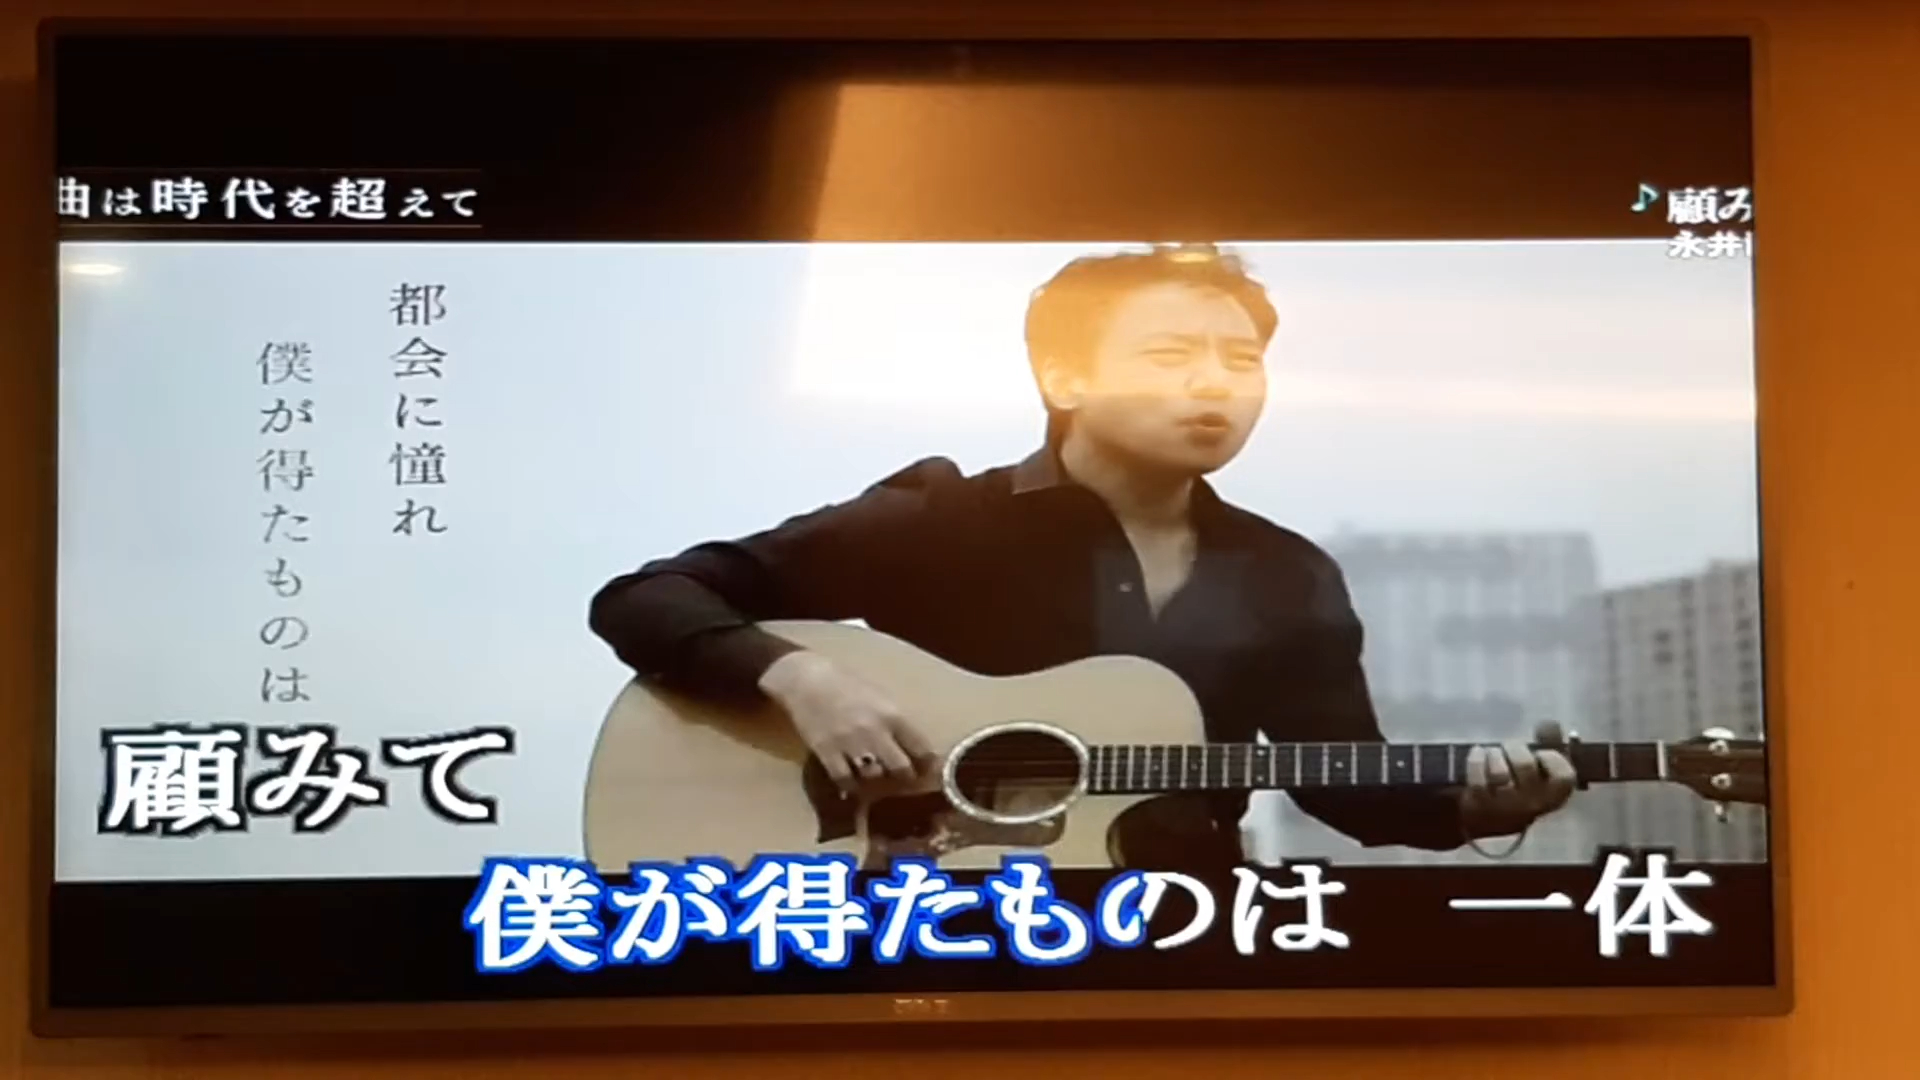 曲は時代を超えて
♪顧み
永井
都会に憧れ
僕が得たものは
顧みて
僕が得たものは 一体